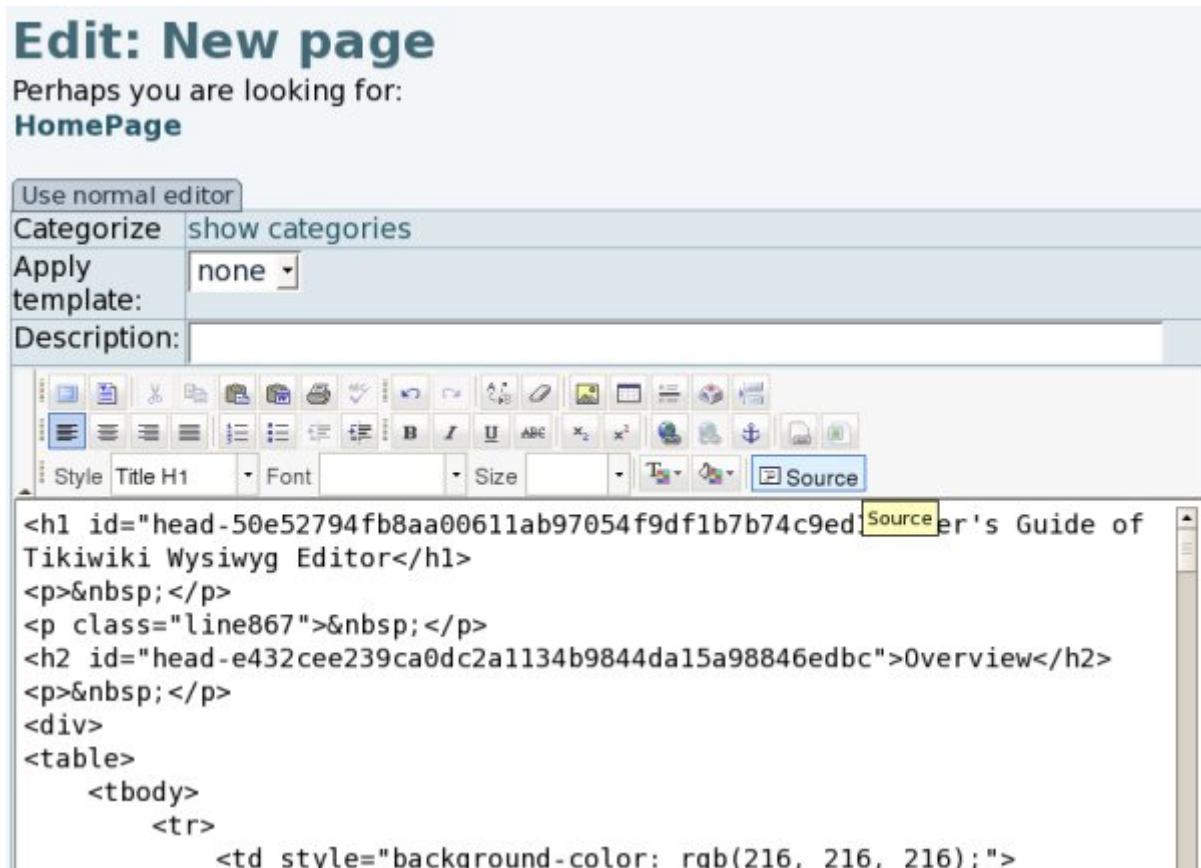 Edit: New page
Perhaps you are looking for:
HomePage
Use normal editor
Categorize show categories
Apply template: none
Description:
B I U ABC x₂ x²
Style Title H1 Font Size Source
<h1 id="head-50e52794fb8aa00611ab97054f9df1b7b74c9ed er's Guide of
Source
Tikiwiki Wysiwyg Editor</h1>
<p>&nbsp;</p>
<p class="line867">&nbsp;</p>
<h2 id="head-e432cee239ca0dc2a1134b9844da15a98846edbc">Overview</h2>
<p>&nbsp;</p>
<div>
<table>
<tbody>
<tr>
<td style="background-color: rgb(216, 216, 216);">